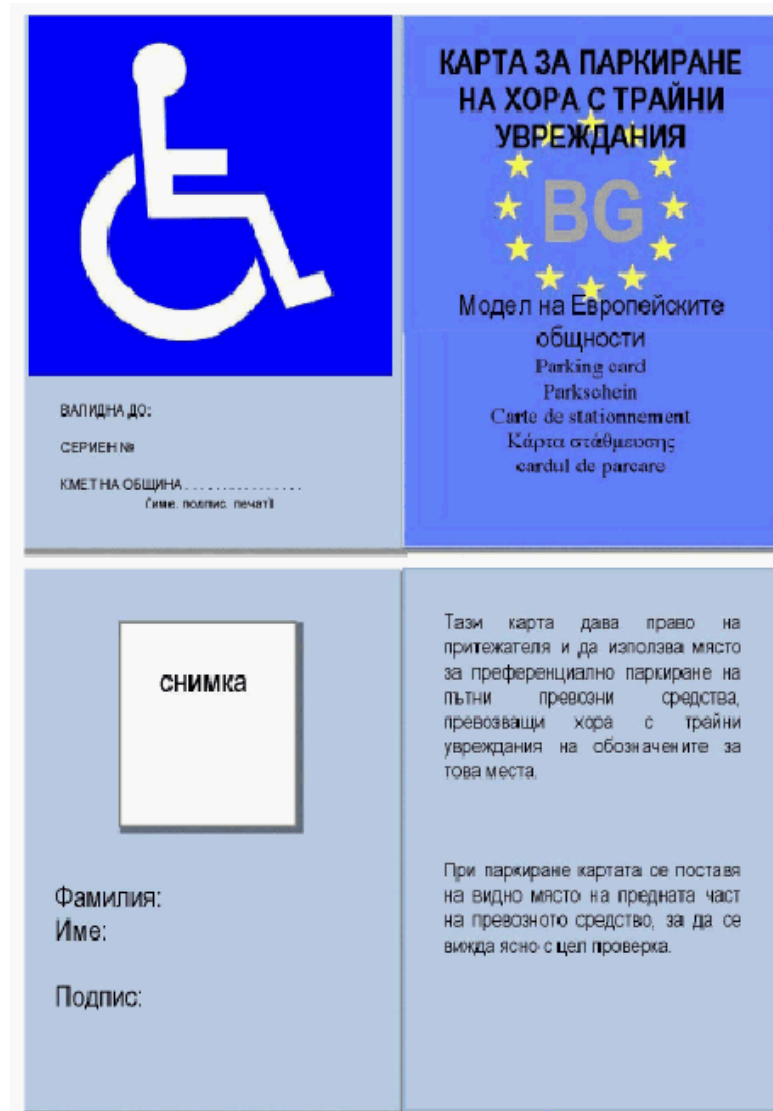 ВАЛИДНА ДО:
СЕРИЕН №
КМЕТ НА ОБЩИНА . . . . . . . . . . . . . . . . .
(име, подпис, печат)
КАРТА ЗА ПАРКИРАНЕ
НА ХОРА С ТРАЙНИ
УВРЕЖДАНИЯ
BG
Модел на Европейските
общности
Parking card
Parkschein
Carte de stationnement
Κάρτα στάθμευσης
cardul de parcare
снимка
Фамилия:
Име:
Подпис:
Тази карта дава право на
притежателя и да използва място
за преференциално паркиране на
пътни превозни средства,
превозващи хора с трайни
увреждания на обозначените за
това места.
При паркиране картата се поставя
на видно място на предната част
на превозното средство, за да се
вижда ясно с цел проверка.